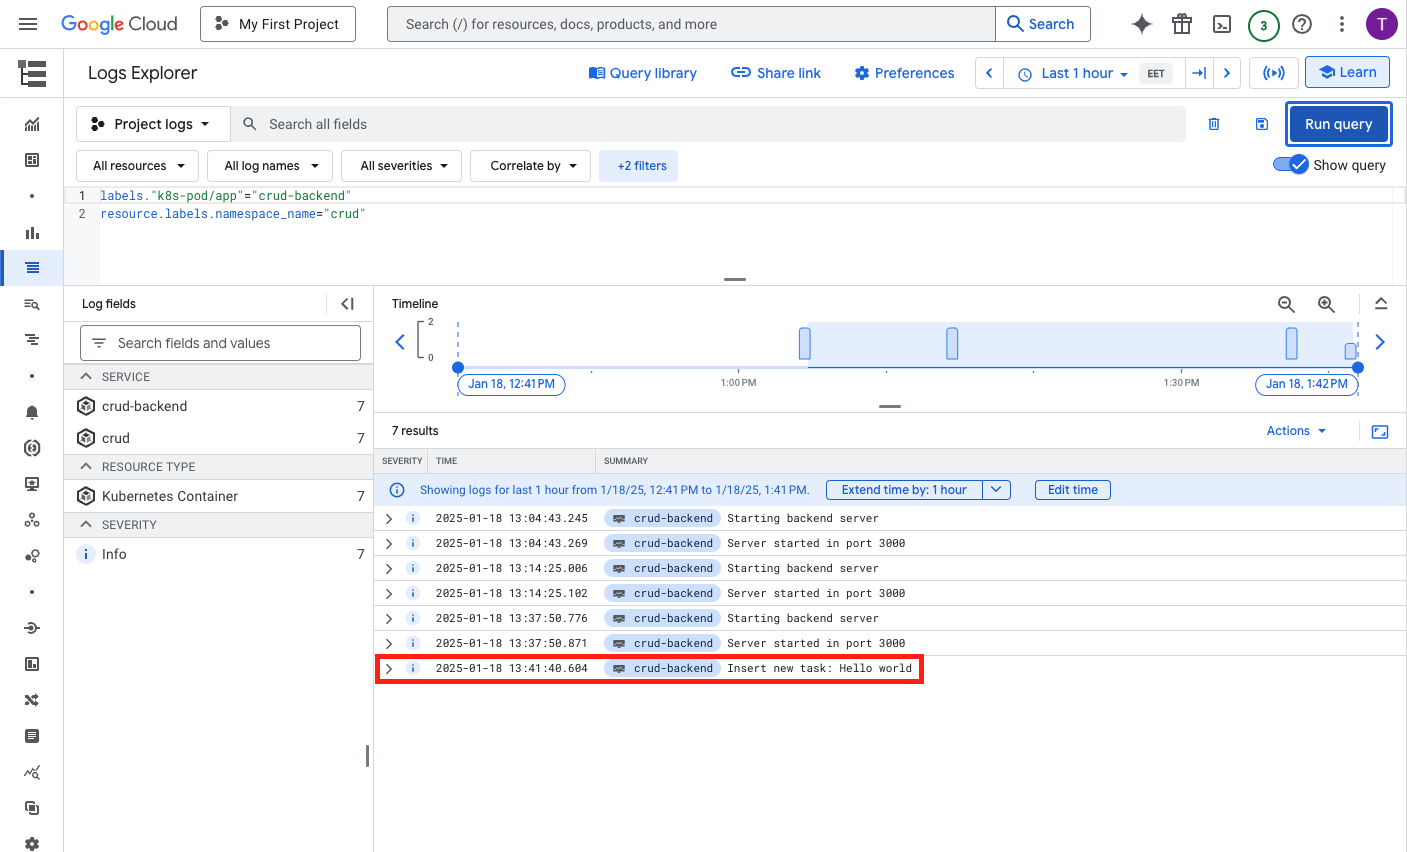 Google Cloud
My First Project
Search (/) for resources, docs, products, and more
Search
3
T
Logs Explorer
Query library
Share link
Preferences
Last 1 hour
EET
Learn
Project logs
Search all fields
Run query
All resources
All log names
All severities
Correlate by
+2 filters
Show query
1 labels."k8s-pod/app"="crud-backend"
2 resource.labels.namespace_name="crud"
Log fields
Search fields and values
SERVICE
crud-backend 7
crud 7
RESOURCE TYPE
Kubernetes Container 7
SEVERITY
Info 7
Timeline
2
0
Jan 18, 12:41 PM
1:00 PM
1:30 PM
Jan 18, 1:42 PM
7 results
Actions
SEVERITY TIME SUMMARY
Showing logs for last 1 hour from 1/18/25, 12:41 PM to 1/18/25, 1:41 PM.
Extend time by: 1 hour
Edit time
2025-01-18 13:04:43.245 crud-backend Starting backend server
2025-01-18 13:04:43.269 crud-backend Server started in port 3000
2025-01-18 13:14:25.006 crud-backend Starting backend server
2025-01-18 13:14:25.102 crud-backend Server started in port 3000
2025-01-18 13:37:50.776 crud-backend Starting backend server
2025-01-18 13:37:50.871 crud-backend Server started in port 3000
2025-01-18 13:41:40.604 crud-backend Insert new task: Hello world